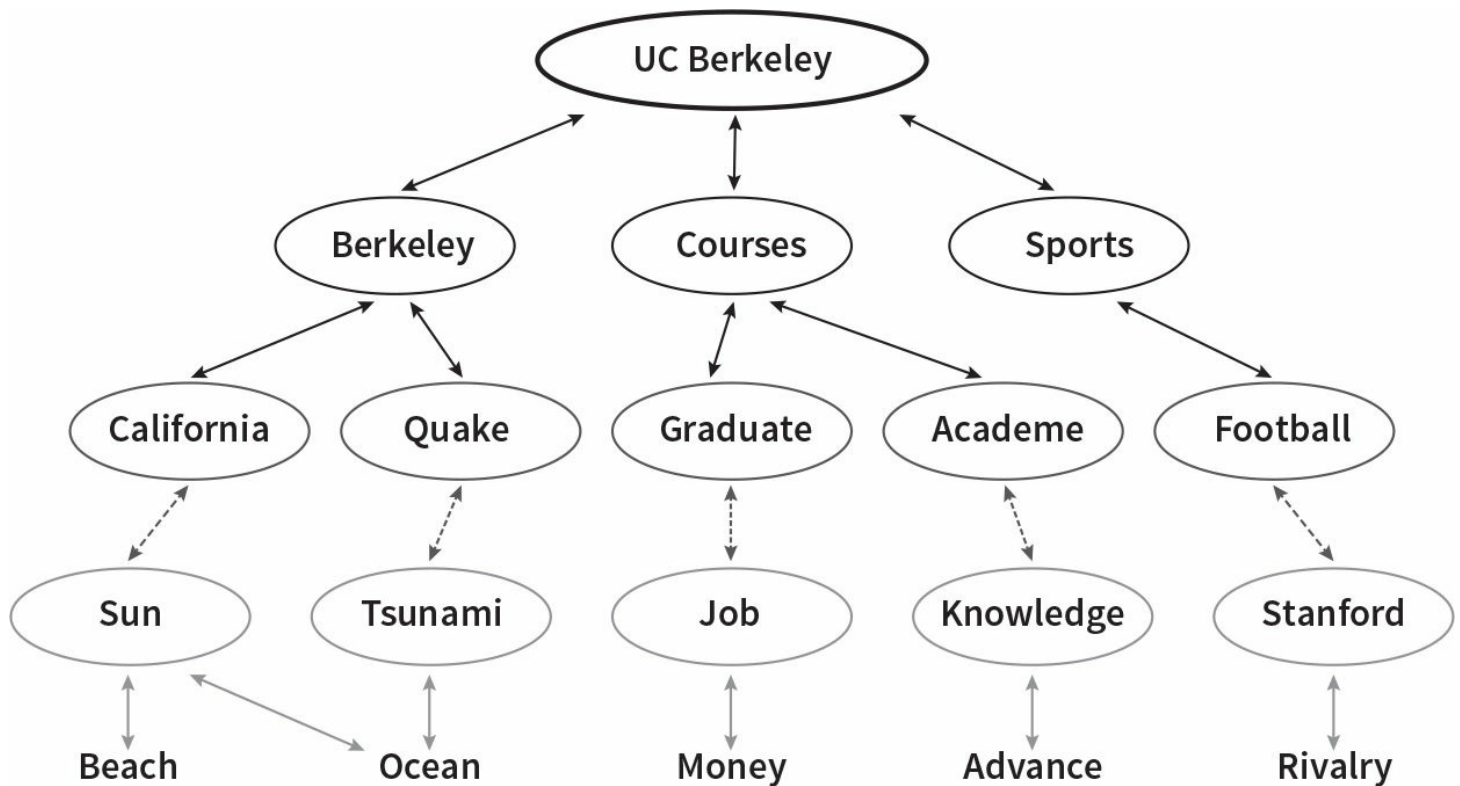 UC Berkeley
Berkeley
Courses
Sports
California
Quake
Graduate
Academe
Football
Sun
Tsunami
Job
Knowledge
Stanford
Beach
Ocean
Money
Advance
Rivalry